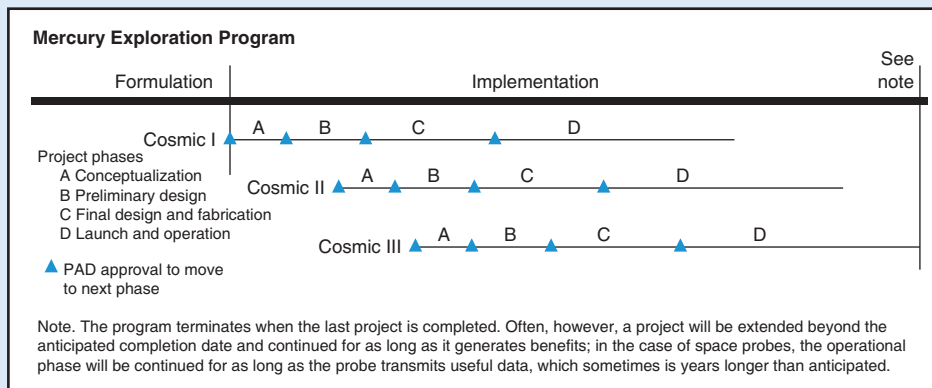 Mercury Exploration Program
Formulation
Implementation
See
note
Cosmic I
A B C D
Project phases
A Conceptualization
B Preliminary design
C Final design and fabrication
D Launch and operation
Cosmic II
A B C D
Cosmic III
A B C D
PAD approval to move
to next phase
Note. The program terminates when the last project is completed. Often, however, a project will be extended beyond the
anticipated completion date and continued for as long as it generates benefits; in the case of space probes, the operational
phase will be continued for as long as the probe transmits useful data, which sometimes is years longer than anticipated.